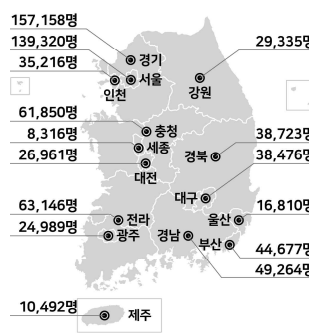 157,158명
139,320명
35,216명
경기
서울
인천
29,335명
강원
61,850명
8,316명
26,961명
충청
세종
대전
38,723명
38,476명
경북
대구
63,146명
24,989명
전라
광주
16,810명
울산
경남
부산
44,677명
49,264명
10,492명
제주